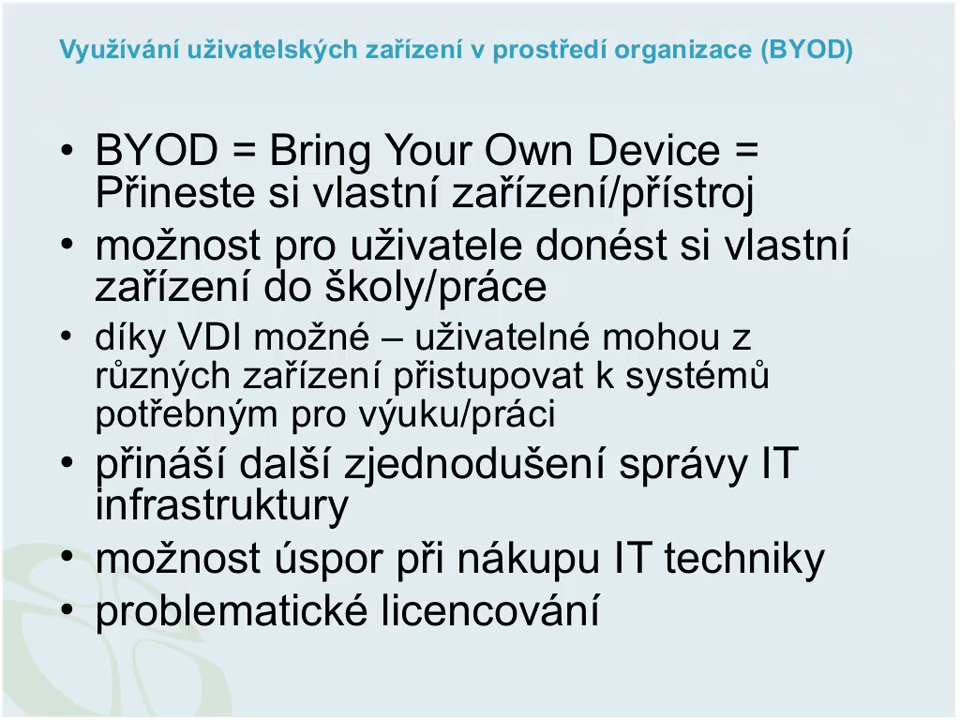 Využívání uživatelských zařízení v prostředí organizace (BYOD)
• BYOD = Bring Your Own Device =
Přineste si vlastní zařízení/přístroj
• možnost pro uživatele donést si vlastní
zařízení do školy/práce
• díky VDI možné – uživatelné mohou z
různých zařízení přistupovat k systémů
potřebným pro výuku/práci
• přináší další zjednodušení správy IT
infrastruktury
• možnost úspor při nákupu IT techniky
• problematické licencování